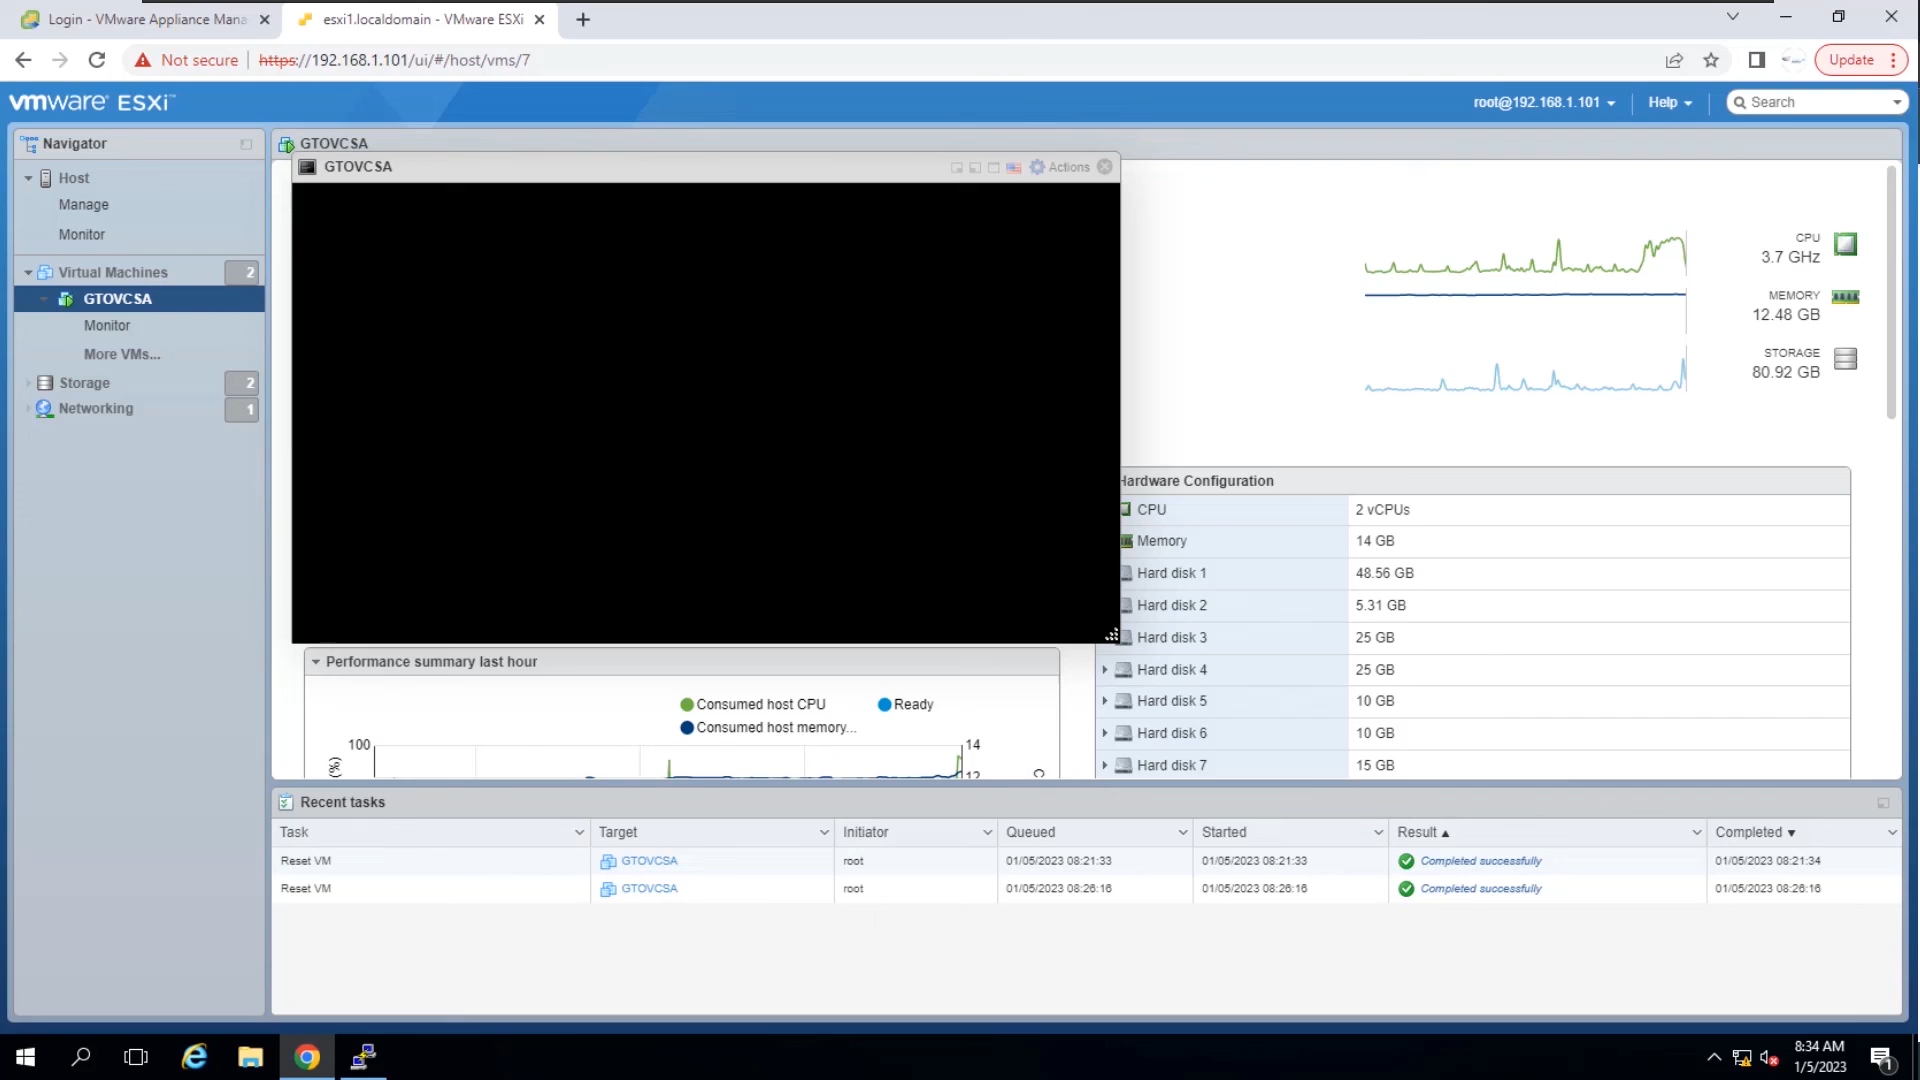 Login - VMware Appliance Mana
esxi1.localdomain - VMware ESXi
Not secure
https://192.168.1.101/ui/#/host/vms/7
Update
vmware ESXi™
root@192.168.1.101
Help
Search
Navigator
Host
Manage
Monitor
Virtual Machines
2
GTOVCSA
Monitor
More VMs...
Storage
2
Networking
1
GTOVCSA
GTOVCSA
Actions
CPU
3.7 GHz
MEMORY
12.48 GB
STORAGE
80.92 GB
Hardware Configuration
CPU
2 vCPUs
Memory
14 GB
Hard disk 1
48.56 GB
Hard disk 2
5.31 GB
Hard disk 3
25 GB
Hard disk 4
25 GB
Hard disk 5
10 GB
Hard disk 6
10 GB
Hard disk 7
15 GB
Performance summary last hour
Consumed host CPU
Ready
Consumed host memory...
100
14
12
(%)
Recent tasks
Task Target Initiator Queued Started Result Completed
Reset VM GTOVCSA root 01/05/2023 08:21:33 01/05/2023 08:21:33 Completed successfully 01/05/2023 08:21:34
Reset VM GTOVCSA root 01/05/2023 08:26:16 01/05/2023 08:26:16 Completed successfully 01/05/2023 08:26:16
8:34 AM
1/5/2023
1